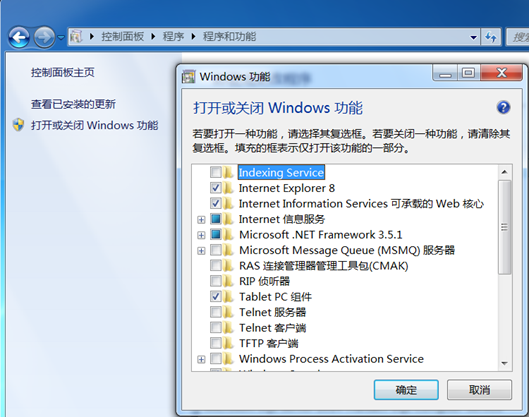 控制面板 ▸ 程序 ▸ 程序和功能
控制面板主页
查看已安装的更新
打开或关闭 Windows 功能
Windows 功能
打开或关闭 Windows 功能
若要打开一种功能，请选择其复选框。若要关闭一种功能，请清除其
复选框。填充的框表示仅打开该功能的一部分。
Indexing Service
Internet Explorer 8
Internet Information Services 可承载的 Web 核心
Internet 信息服务
Microsoft .NET Framework 3.5.1
Microsoft Message Queue (MSMQ) 服务器
RAS 连接管理器管理工具包(CMAK)
RIP 侦听器
Tablet PC 组件
Telnet 服务器
Telnet 客户端
TFTP 客户端
Windows Process Activation Service
确定
取消